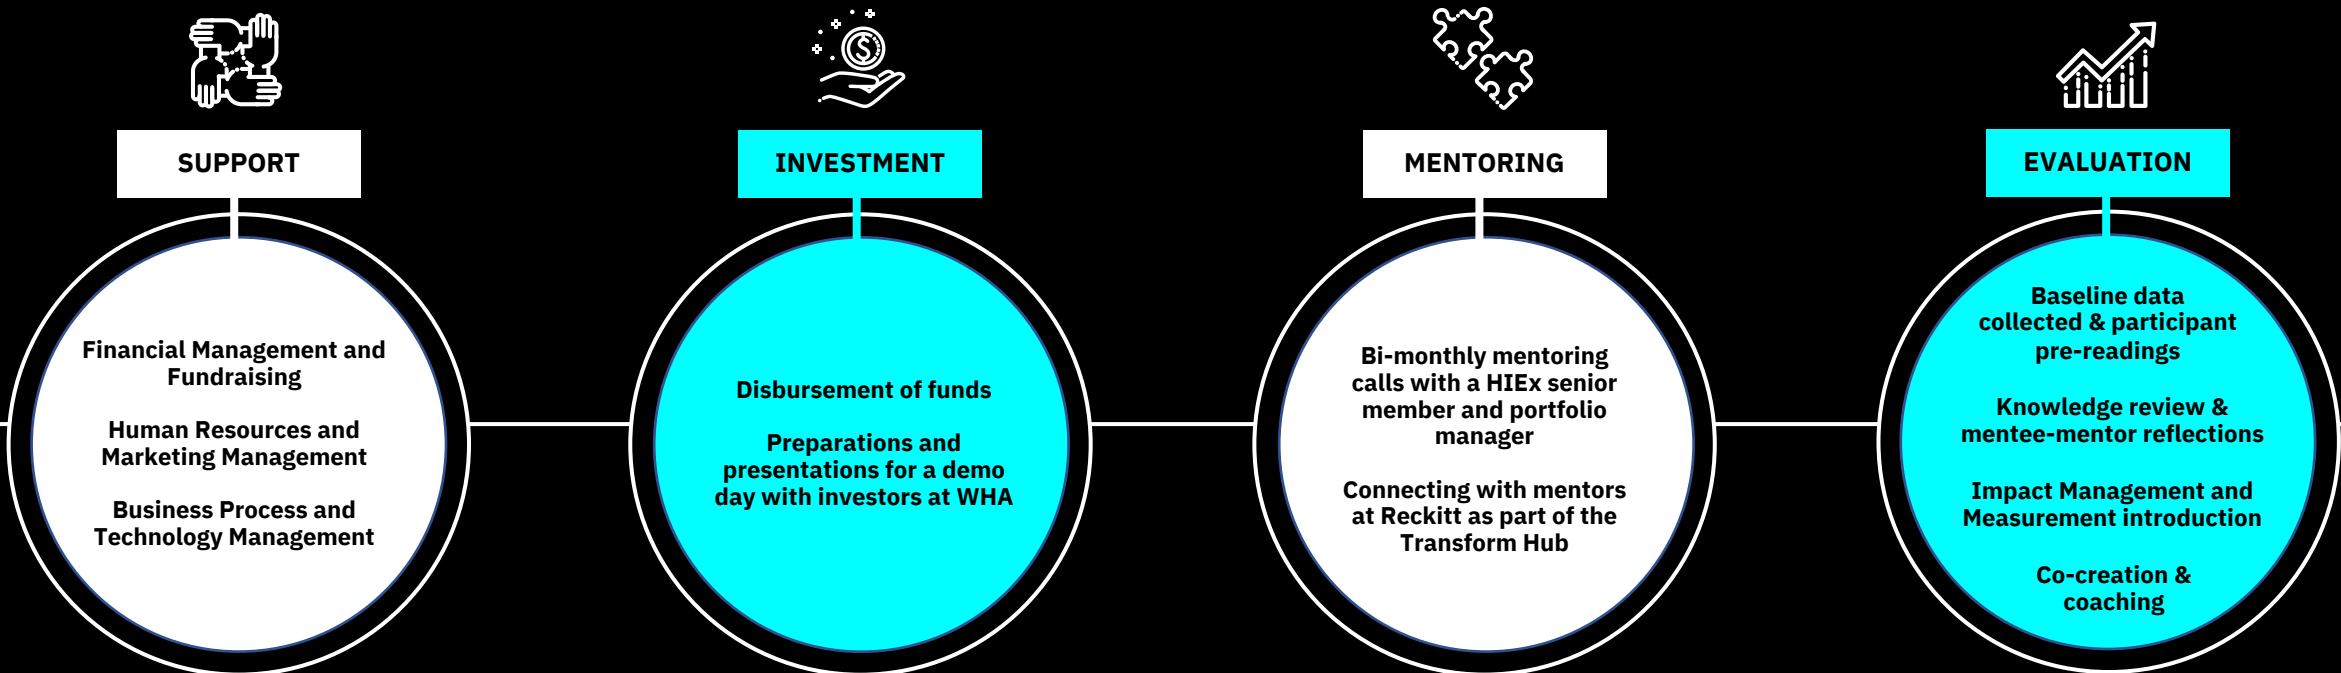 SUPPORT
Financial Management and
Fundraising
Human Resources and
Marketing Management
Business Process and
Technology Management
INVESTMENT
Disbursement of funds
Preparations and
presentations for a demo
day with investors at WHA
MENTORING
Bi-monthly mentoring
calls with a HIEx senior
member and portfolio
manager
Connecting with mentors
at Reckitt as part of the
Transform Hub
EVALUATION
Baseline data
collected & participant
pre-readings
Knowledge review &
mentee-mentor reflections
Impact Management and
Measurement introduction
Co-creation &
coaching